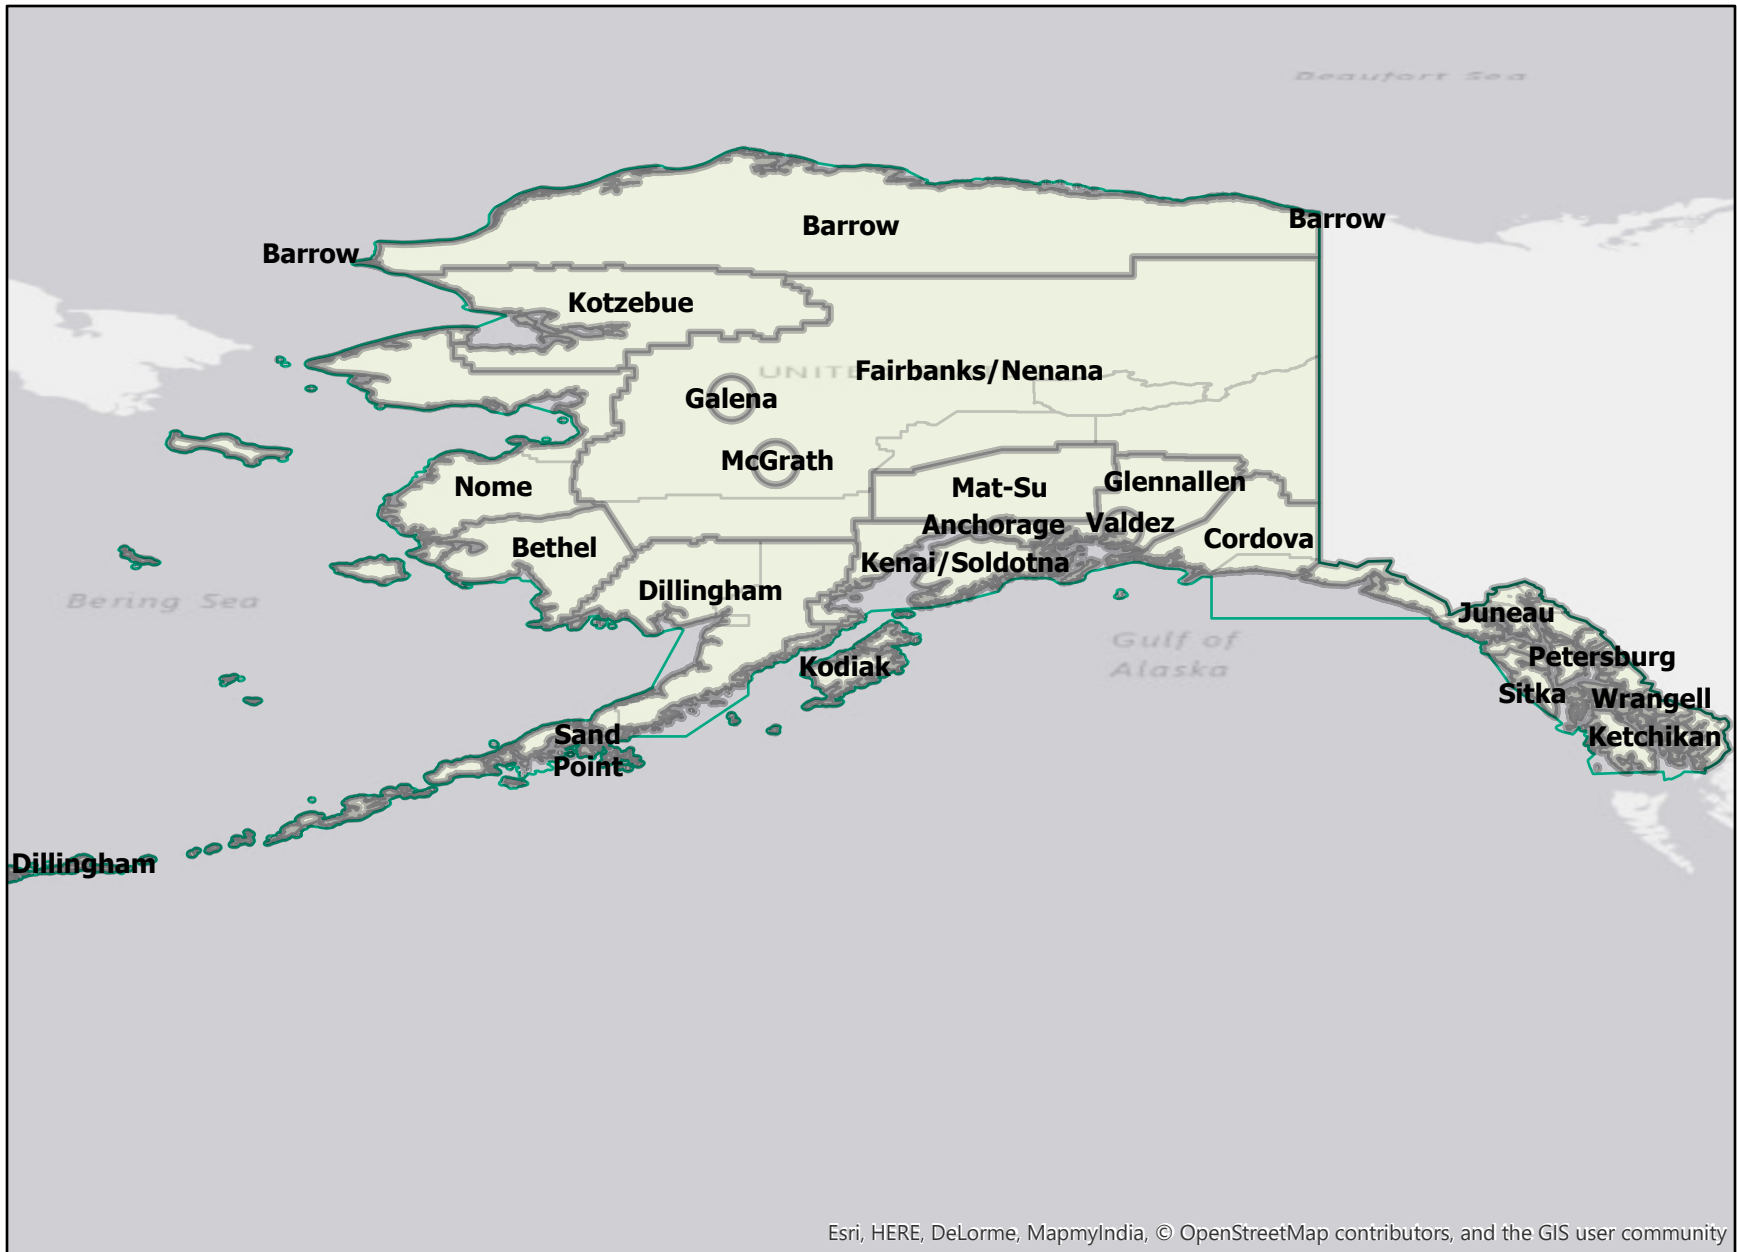 Beaufort Sea
Barrow
Barrow
Barrow
Kotzebue
UNITE
Fairbanks/Nenana
Galena
McGrath
Nome
Mat-Su
Glennallen
Anchorage
Valdez
Cordova
Bethel
Kenai/Soldotna
Dillingham
Bering Sea
Juneau
Gulf of
Alaska
Kodiak
Petersburg
Sitka
Wrangell
Sand
Point
Ketchikan
Dillingham
Esri, HERE, DeLorme, MapmyIndia, © OpenStreetMap contributors, and the GIS user community